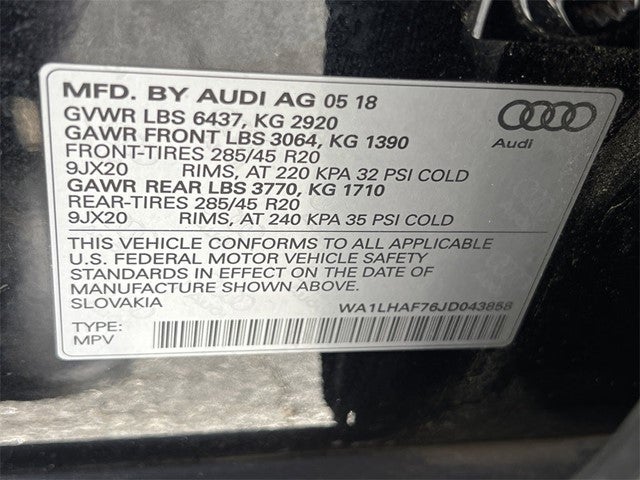 MFD. BY AUDI AG 05 18
GVWR LBS 6437, KG 2920
GAWR FRONT LBS 3064, KG 1390
FRONT-TIRES 285/45 R20
9JX20 RIMS, AT 220 KPA 32 PSI COLD
GAWR REAR LBS 3770, KG 1710
REAR-TIRES 285/45 R20
9JX20 RIMS, AT 240 KPA 35 PSI COLD
Audi
THIS VEHICLE CONFORMS TO ALL APPLICABLE
U.S. FEDERAL MOTOR VEHICLE SAFETY
STANDARDS IN EFFECT ON THE DATE OF
MANUFACTURE SHOWN ABOVE.
SLOVAKIA WA1LHAF76JD043858
TYPE:
MPV